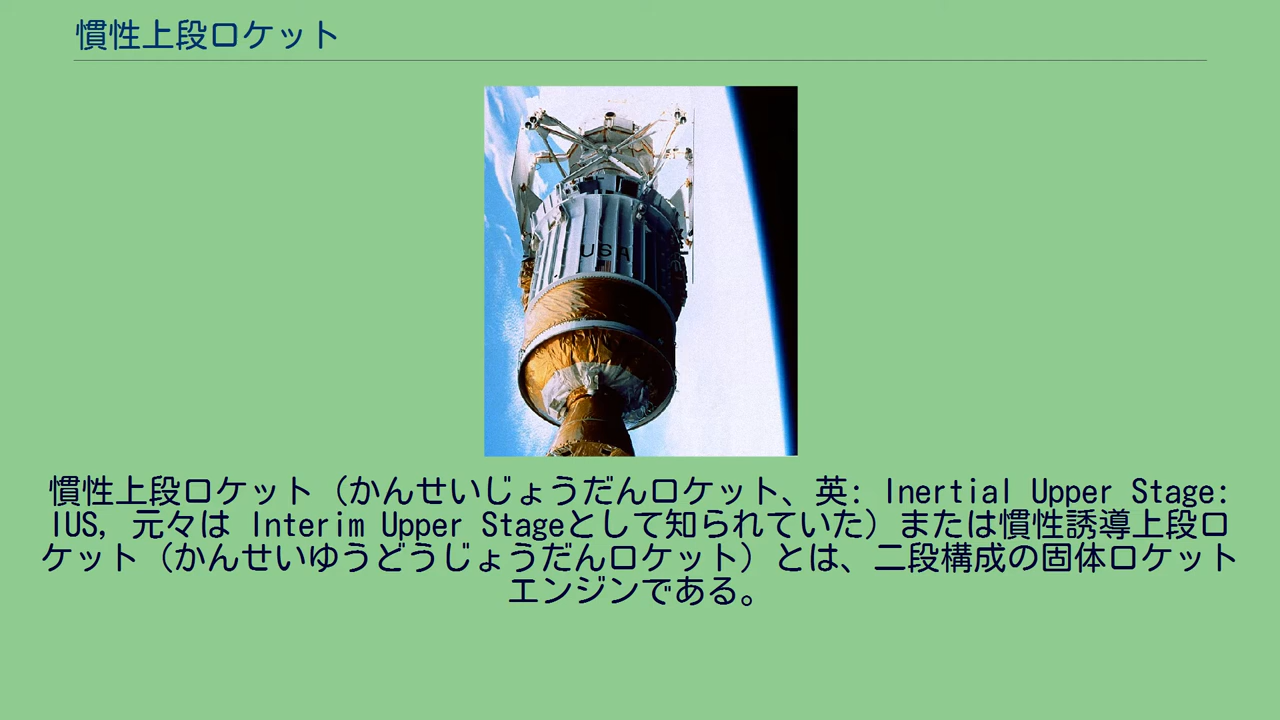 慣性上段ロケット
USA
慣性上段ロケット（かんせいじょうだんロケット、英: Inertial Upper Stage:
IUS, 元々は Interim Upper Stageとして知られていた）または慣性誘導上段ロ
ケット（かんせいゆうどうじょうだんロケット）とは、二段構成の固体ロケット
エンジンである。